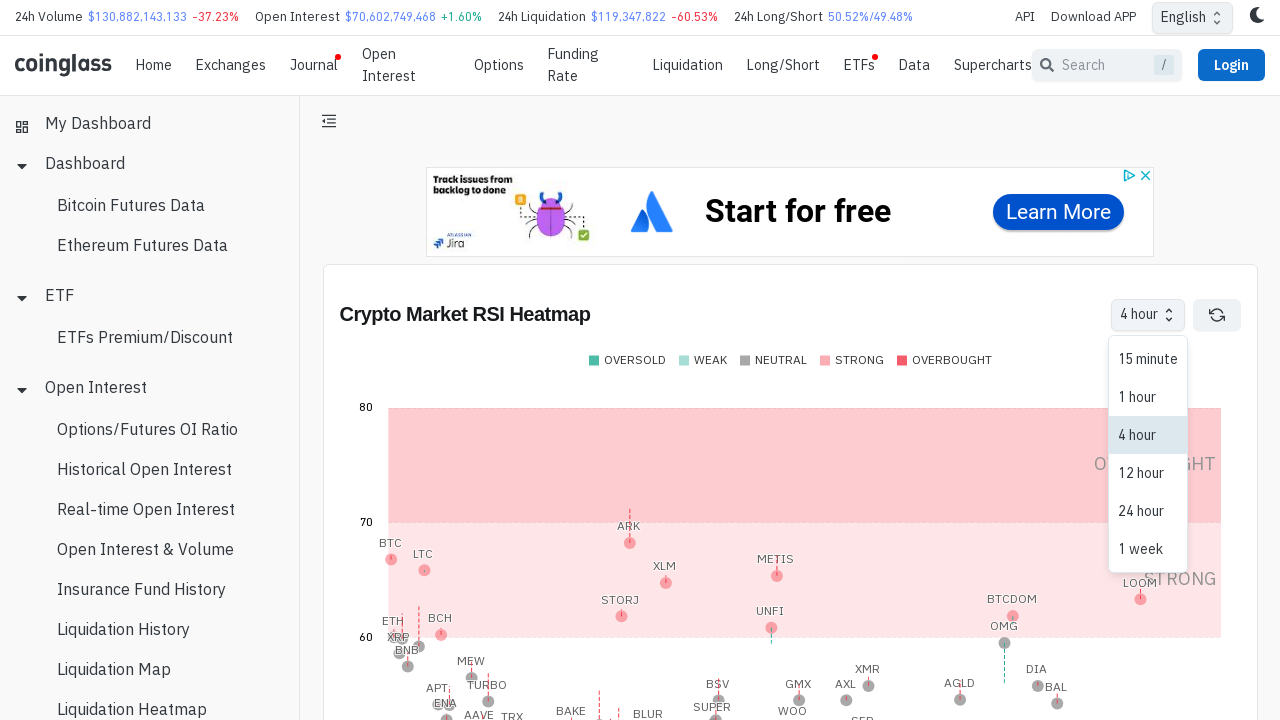 24h Volume $130,882,143,133 -37.23% Open Interest $70,602,749,468 +1.60% 24h Liquidation $119,347,822 -60.53% 24h Long/Short 50.52%/49.48% API Download APP English
coinglass Home Exchanges Journal Open Interest Options Funding Rate Liquidation Long/Short ETFs Data Supercharts Search / Login
My Dashboard
Dashboard
Bitcoin Futures Data
Ethereum Futures Data
ETF
ETFs Premium/Discount
Open Interest
Options/Futures OI Ratio
Historical Open Interest
Real-time Open Interest
Open Interest & Volume
Insurance Fund History
Liquidation History
Liquidation Map
Liquidation Heatmap
Track issues from
backlog to done
ATLASSIAN
Jira
Start for free
Learn More
Crypto Market RSI Heatmap
4 hour
15 minute
1 hour
4 hour
12 hour
24 hour
1 week
OVERSOLD WEAK NEUTRAL STRONG OVERBOUGHT
80
70
ARK
BTC
LTC
METIS
XLM
STRONG
LOOM
STORJ
BTCDOM
UNFI
BCH
ETH
OMG
60
XRP
BNB
MEW
XMR
DIA
TURBO
BSV
GMX
AXL
AGLD
APT
BAL
ENA
SUPER
BAKE
WOO
BLUR
AAVE
TRX